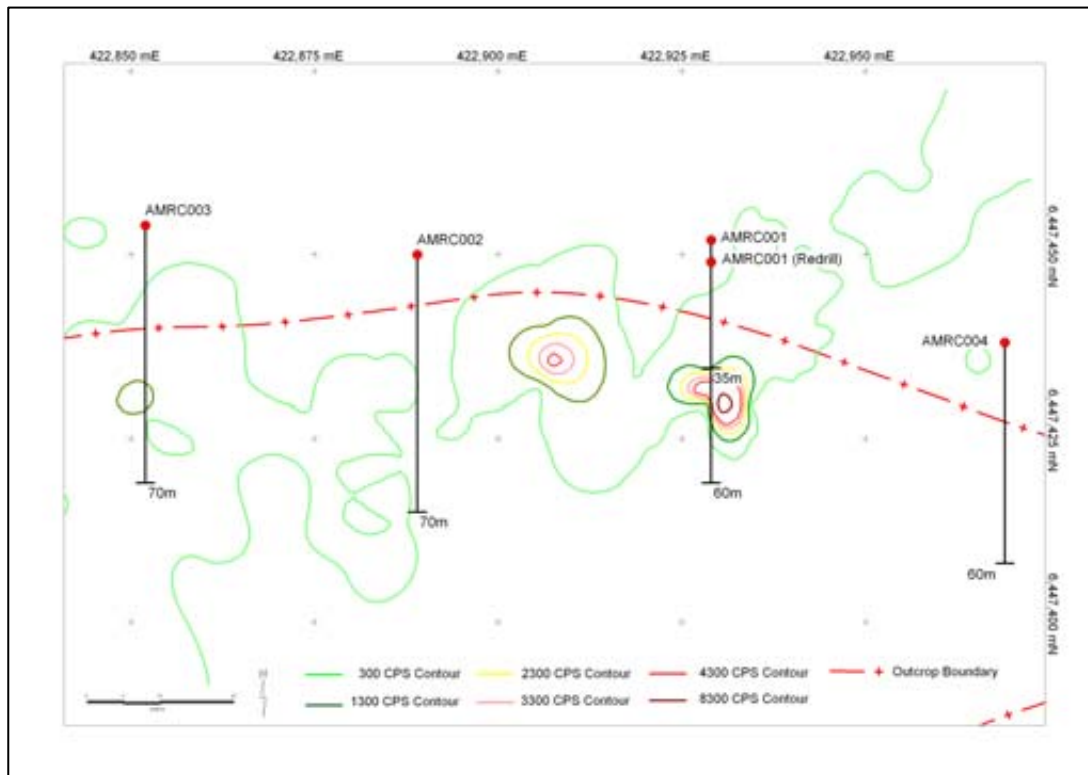 422,850 mE 422,875 mE 422,900 mE 422,925 mE 422,950 mE
AMRC003
AMRC002
AMRC001
AMRC001 (Redrill)
6,447,450 mN
AMRC004
35m
6,447,425 mN
70m
60m
70m
60m
6,447,400 mN
300 CPS Contour 2300 CPS Contour 4300 CPS Contour Outcrop Boundary
1300 CPS Contour 3300 CPS Contour 8300 CPS Contour